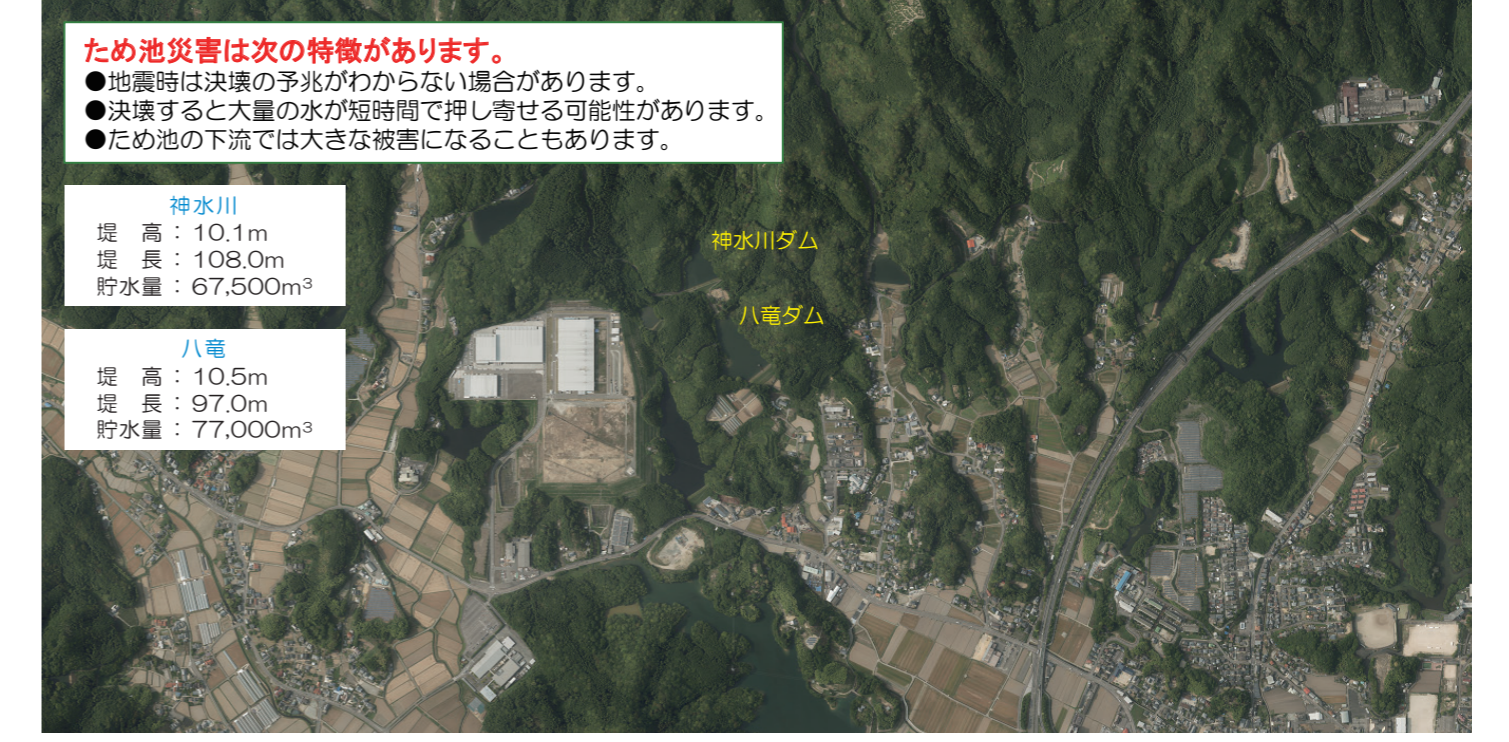 ため池災害は次の特徴があります。
●地震時は決壊の予兆がわからない場合があります。
●決壊すると大量の水が短時間で押し寄せる可能性があります。
●ため池の下流では大きな被害になることもあります。
神水川
堤　高：10.1m
堤　長：108.0m
貯水量：67,500m³
八竜
堤　高：10.5m
堤　長：97.0m
貯水量：77,000m³
神水川ダム
八竜ダム